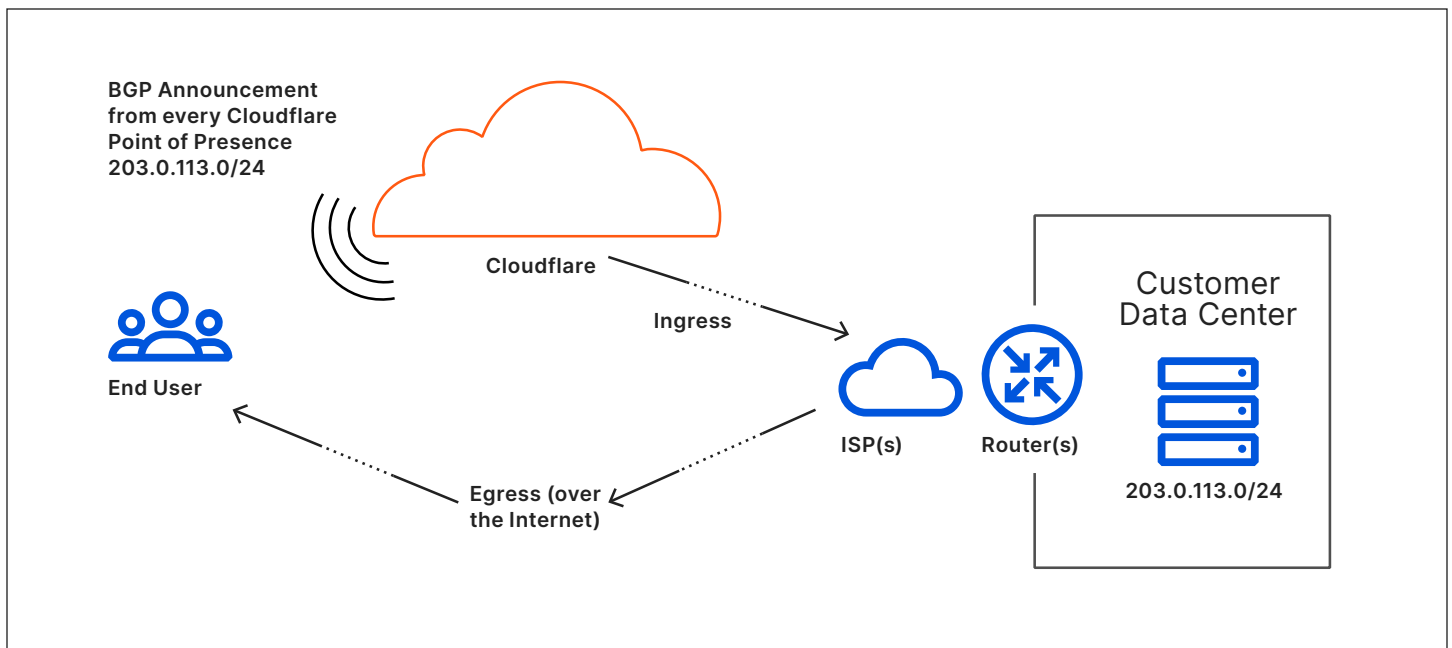 BGP Announcement
from every Cloudflare
Point of Presence
203.0.113.0/24
Cloudflare
Ingress
End User
Customer
Data Center
ISP(s)
Router(s)
203.0.113.0/24
Egress (over
the Internet)